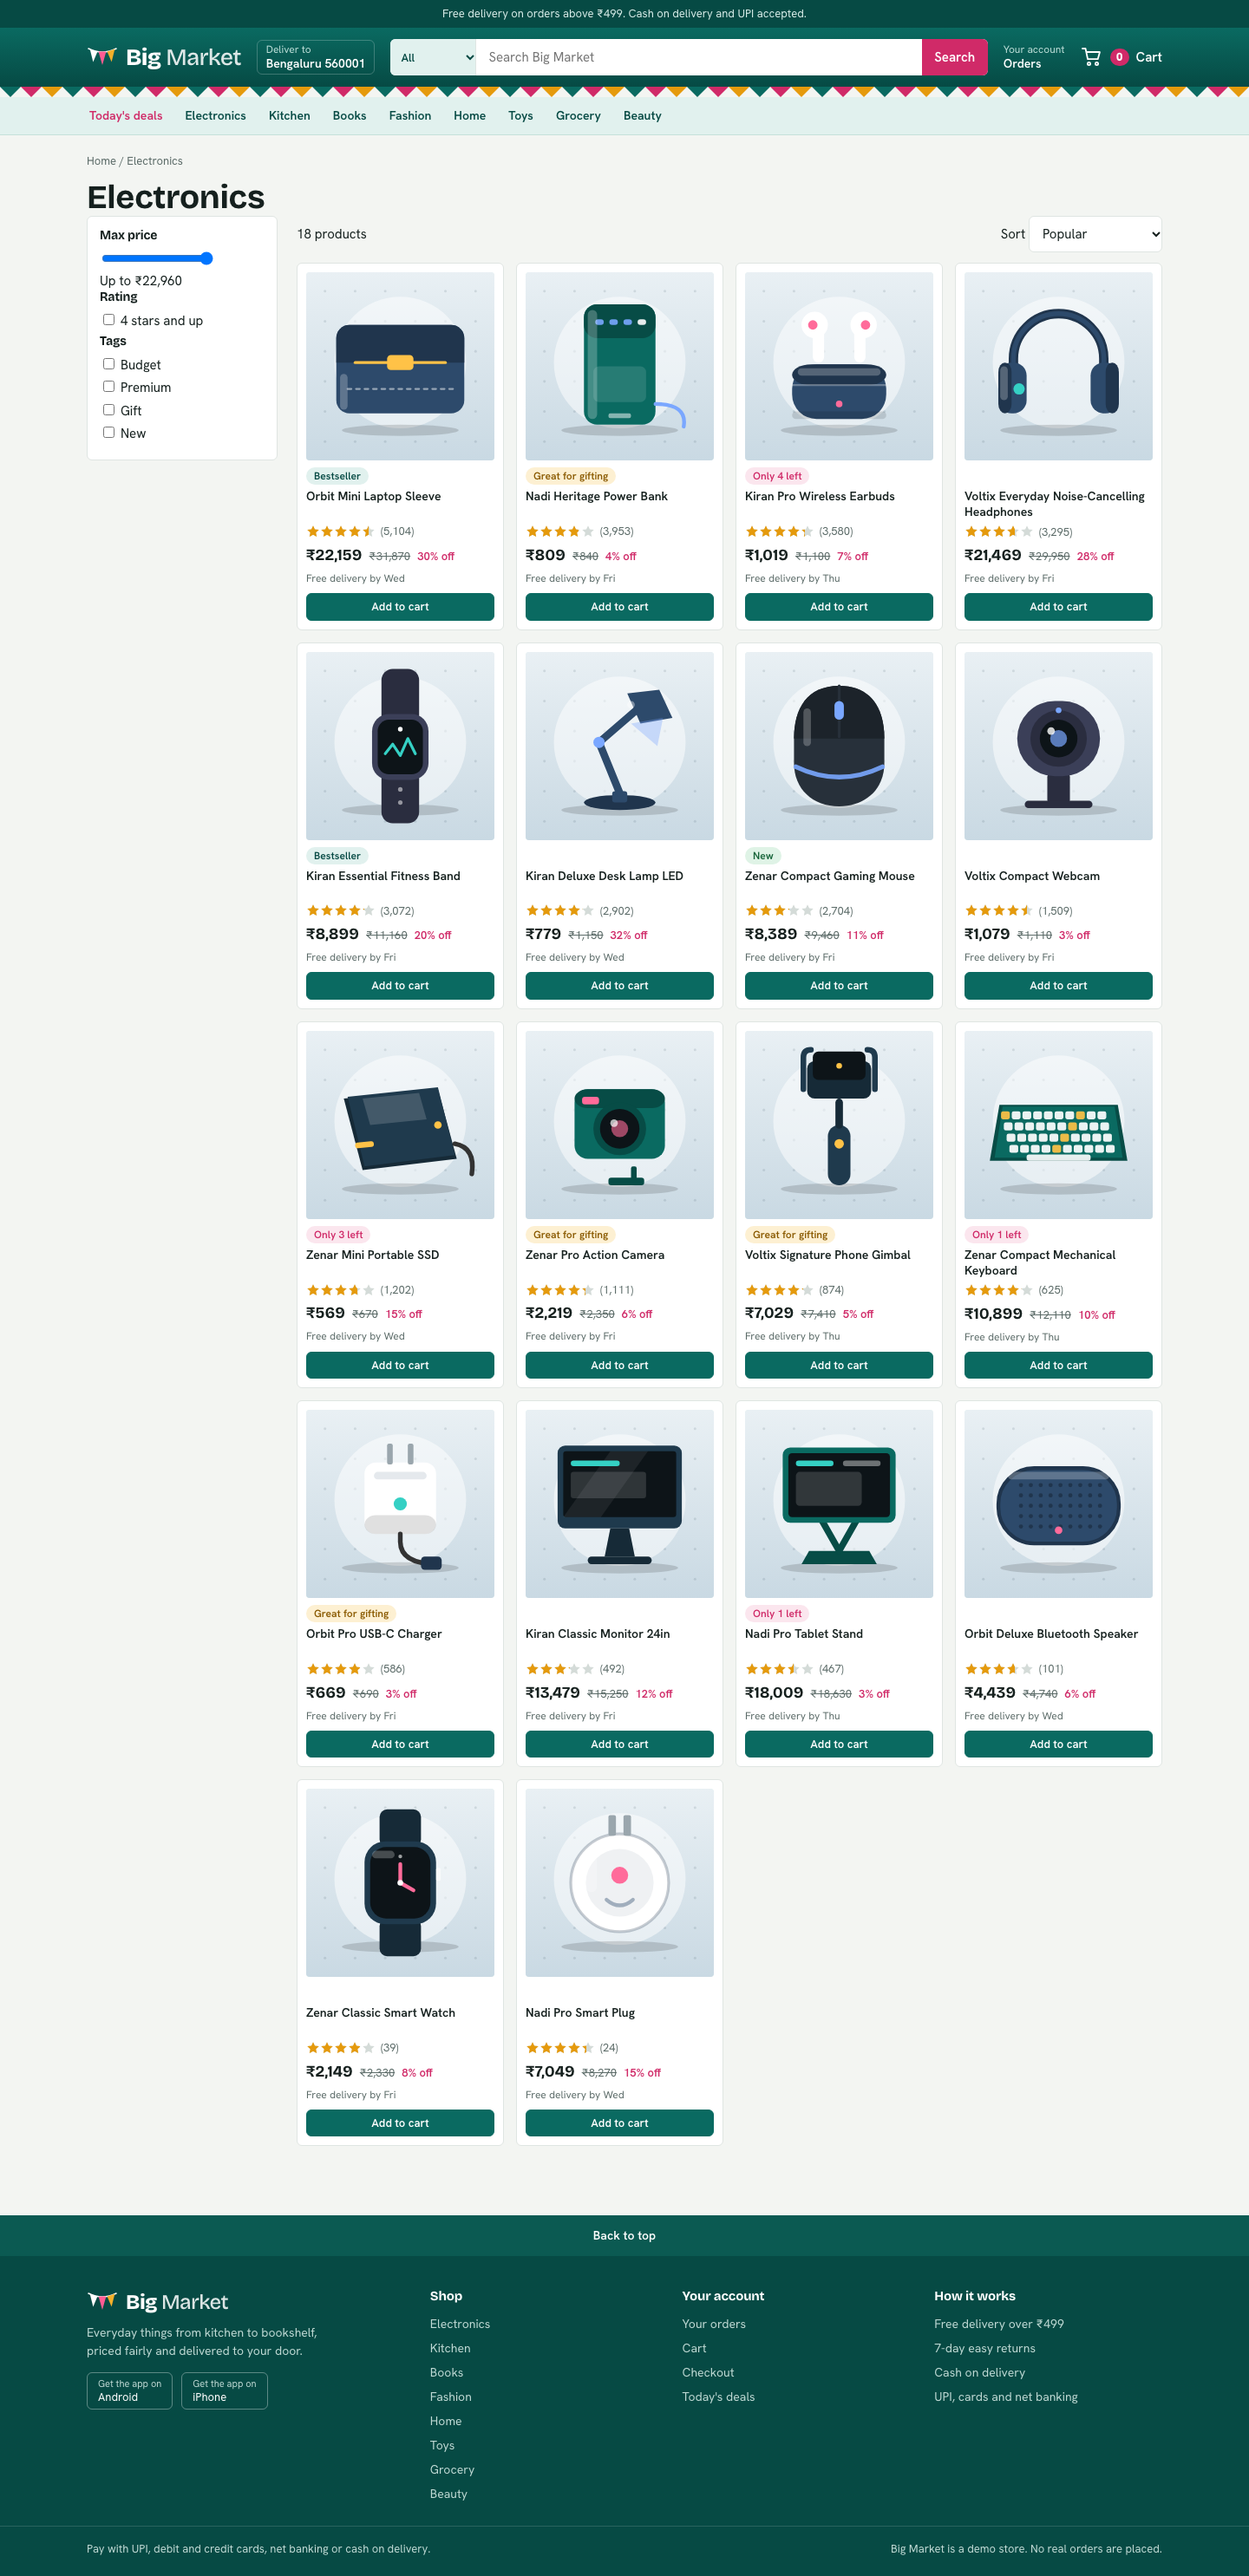 Free delivery on orders above ₹499. Cash on delivery and UPI accepted.
Big Market
Deliver to
Bengaluru 560001
All
Search Big Market
Search
Your account
Orders
0 Cart
Today's deals Electronics Kitchen Books Fashion Home Toys Grocery Beauty
Home / Electronics
Electronics
Max price
Up to ₹22,960
Rating
4 stars and up
Tags
Budget
Premium
Gift
New
18 products
Sort Popular
Bestseller
Orbit Mini Laptop Sleeve
(5,104)
₹22,159 ₹31,870 30% off
Free delivery by Wed
Add to cart
Great for gifting
Nadi Heritage Power Bank
(3,953)
₹809 ₹840 4% off
Free delivery by Fri
Add to cart
Only 4 left
Kiran Pro Wireless Earbuds
(3,580)
₹1,019 ₹1,100 7% off
Free delivery by Thu
Add to cart
Voltix Everyday Noise-Cancelling
Headphones
(3,295)
₹21,469 ₹29,950 28% off
Free delivery by Fri
Add to cart
Bestseller
Kiran Essential Fitness Band
(3,072)
₹8,899 ₹11,160 20% off
Free delivery by Fri
Add to cart
Kiran Deluxe Desk Lamp LED
(2,902)
₹779 ₹1,150 32% off
Free delivery by Wed
Add to cart
New
Zenar Compact Gaming Mouse
(2,704)
₹8,389 ₹9,460 11% off
Free delivery by Fri
Add to cart
Voltix Compact Webcam
(1,509)
₹1,079 ₹1,110 3% off
Free delivery by Fri
Add to cart
Only 3 left
Zenar Mini Portable SSD
(1,202)
₹569 ₹670 15% off
Free delivery by Wed
Add to cart
Great for gifting
Zenar Pro Action Camera
(1,111)
₹2,219 ₹2,350 6% off
Free delivery by Fri
Add to cart
Great for gifting
Voltix Signature Phone Gimbal
(874)
₹7,029 ₹7,410 5% off
Free delivery by Thu
Add to cart
Only 1 left
Zenar Compact Mechanical
Keyboard
(625)
₹10,899 ₹12,110 10% off
Free delivery by Thu
Add to cart
Great for gifting
Orbit Pro USB-C Charger
(586)
₹669 ₹690 3% off
Free delivery by Fri
Add to cart
Kiran Classic Monitor 24in
(492)
₹13,479 ₹15,250 12% off
Free delivery by Fri
Add to cart
Only 1 left
Nadi Pro Tablet Stand
(467)
₹18,009 ₹18,630 3% off
Free delivery by Thu
Add to cart
Orbit Deluxe Bluetooth Speaker
(101)
₹4,439 ₹4,740 6% off
Free delivery by Wed
Add to cart
Zenar Classic Smart Watch
(39)
₹2,149 ₹2,330 8% off
Free delivery by Fri
Add to cart
Nadi Pro Smart Plug
(24)
₹7,049 ₹8,270 15% off
Free delivery by Wed
Add to cart
Back to top
Big Market
Everyday things from kitchen to bookshelf,
priced fairly and delivered to your door.
Get the app on
Android
Get the app on
iPhone
Shop
Electronics
Kitchen
Books
Fashion
Home
Toys
Grocery
Beauty
Your account
Your orders
Cart
Checkout
Today's deals
How it works
Free delivery over ₹499
7-day easy returns
Cash on delivery
UPI, cards and net banking
Pay with UPI, debit and credit cards, net banking or cash on delivery.
Big Market is a demo store. No real orders are placed.